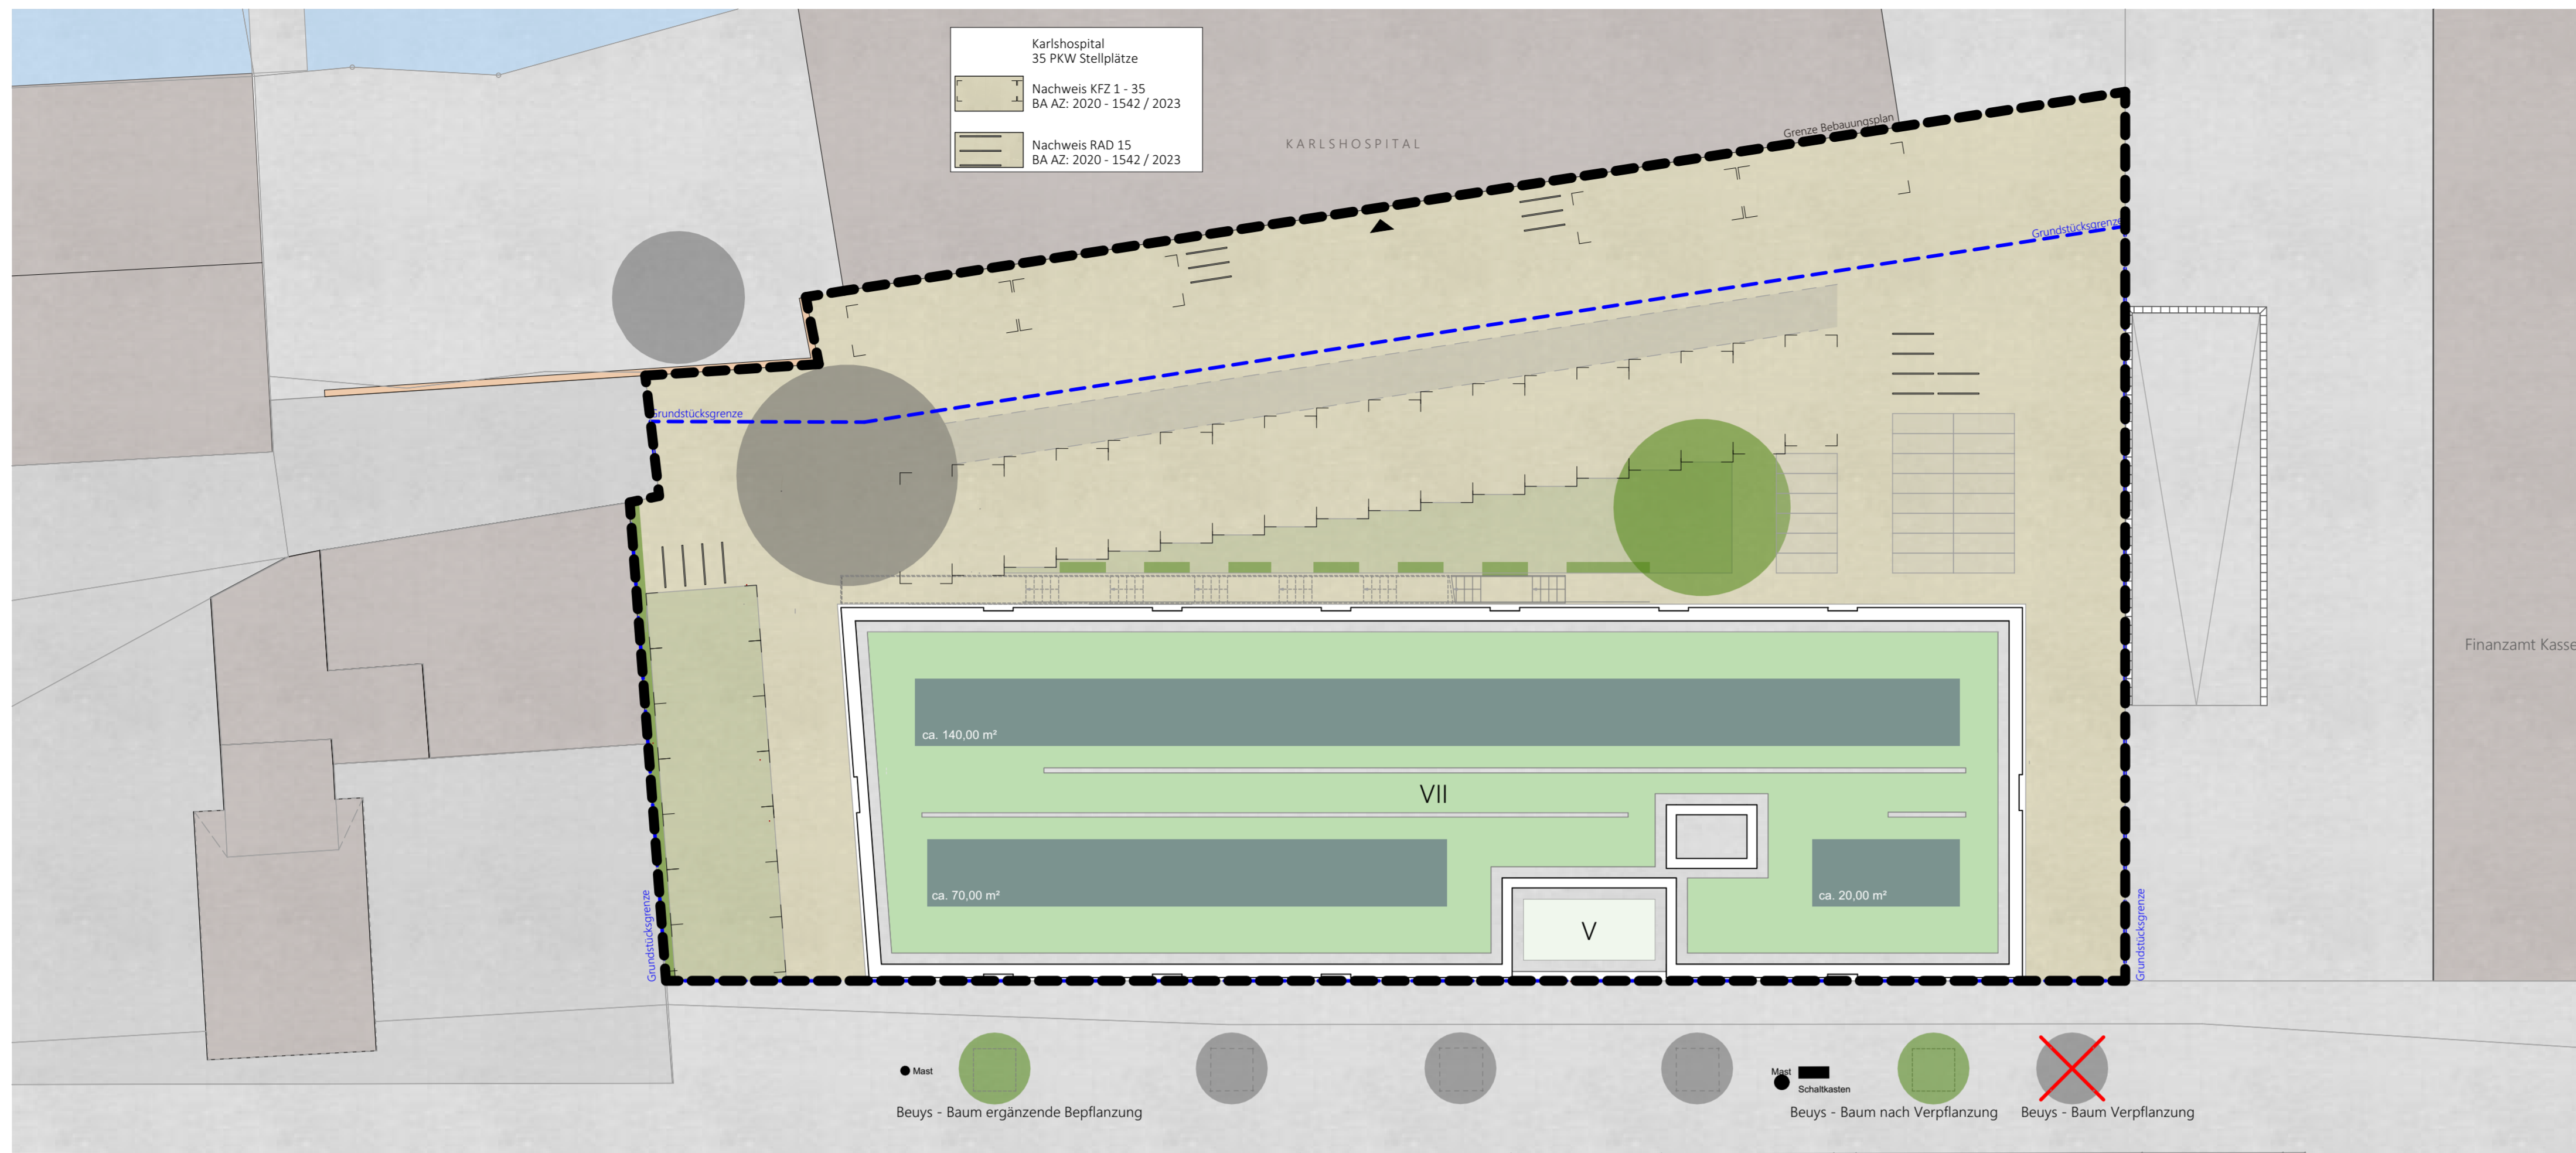 Karlshospital
35 PKW Stellplätze
Nachweis KFZ 1 - 35
BA AZ: 2020 - 1542 / 2023
Nachweis RAD 15
BA AZ: 2020 - 1542 / 2023
KARLSHOSPITAL
Grenze Bebauungsplan
Grundstücksgrenze
Grundstücksgrenze
Finanzamt Kasse
ca. 140,00 m²
VII
ca. 70,00 m²
ca. 20,00 m²
V
Grundstücksgrenze
Grundstücksgrenze
Mast
Mast
Schaltkasten
Beuys - Baum ergänzende Bepflanzung
Beuys - Baum nach Verpflanzung
Beuys - Baum Verpflanzung